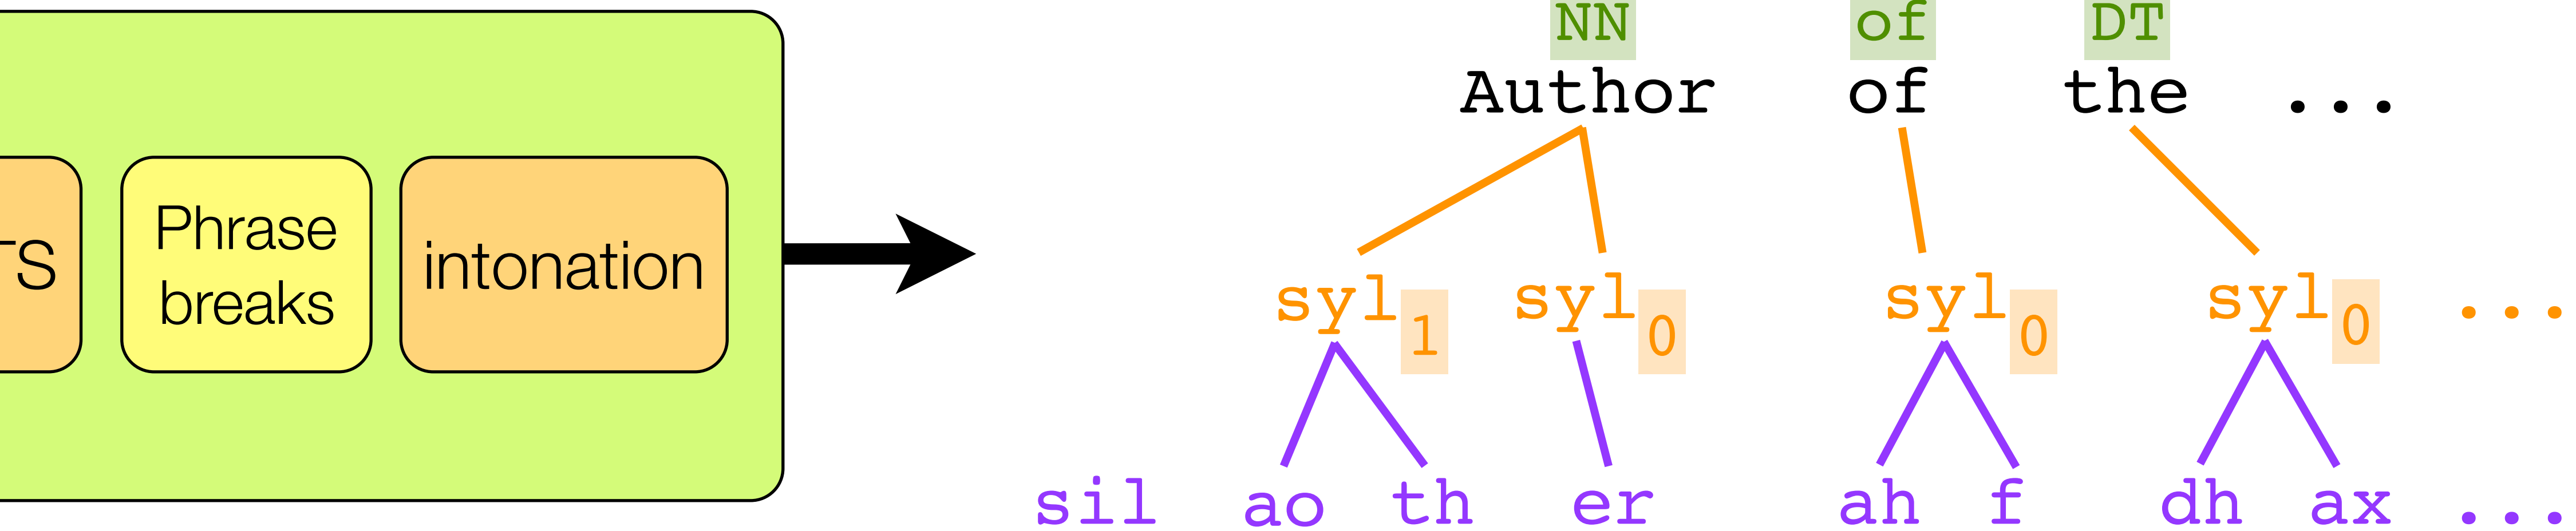 TS
Phrase
breaks
intonation
NN of DT
Author of the ...
syl1 syl0 syl0 syl0 ...
sil ao th er ah f dh ax ...